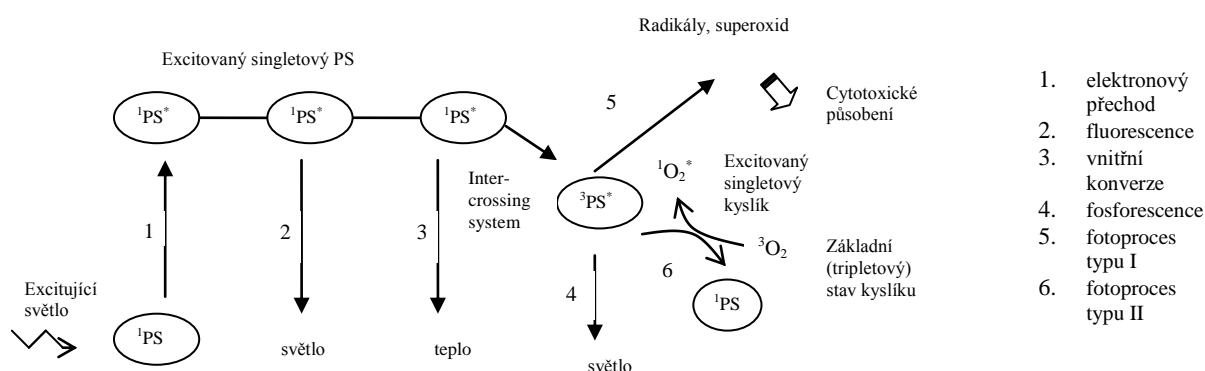 Radikály, superoxid
Excitovaný singletový PS
¹PS*
¹PS*
¹PS*
5
Cytotoxické
působení
Inter-
crossing
system
¹O₂*
Excitovaný
singletový
kyslík
³PS*
1
2
3
³O₂
Základní
(tripletový)
stav kyslíku
6
4
¹PS
Excitující
světlo
¹PS
světlo
teplo
světlo
1. elektronový
přechod
2. fluorescence
3. vnitřní
konverze
4. fosforescence
5. fotoproces
typu I
6. fotoproces
typu II